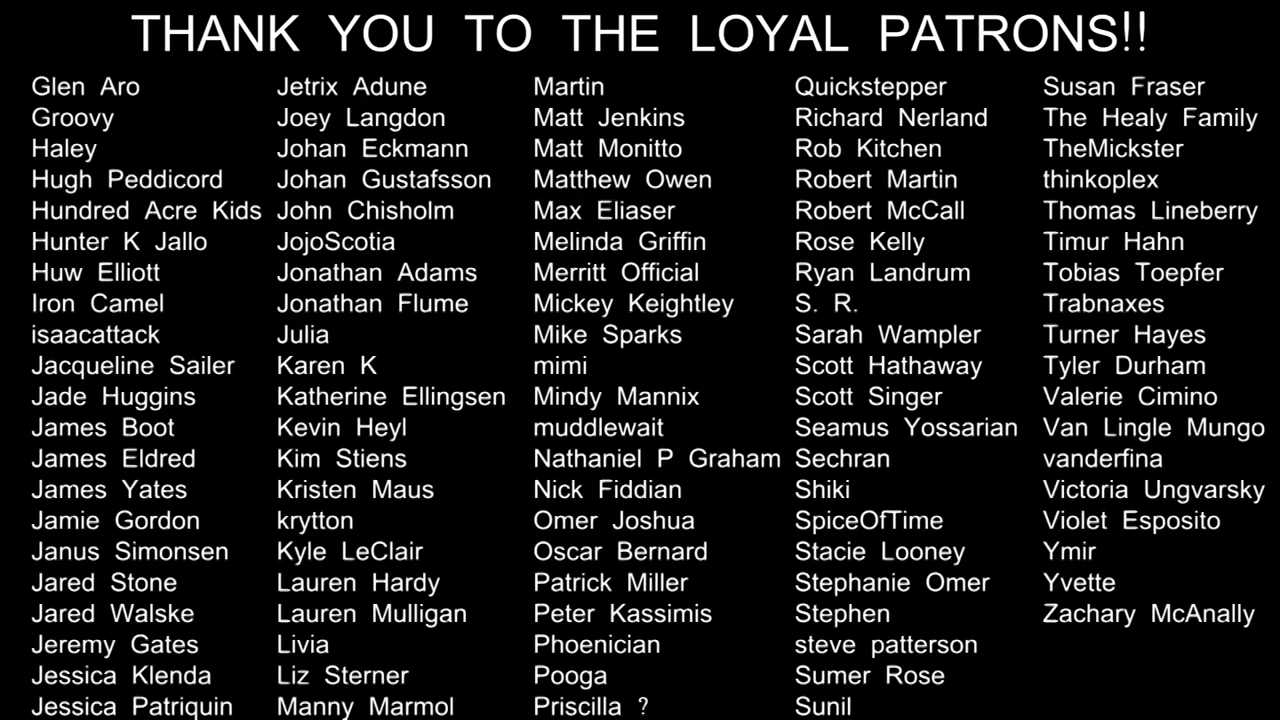 THANK YOU TO THE LOYAL PATRONS!!
Glen Aro
Groovy
Haley
Hugh Peddicord
Hundred Acre Kids
Hunter K Jallo
Huw Elliott
Iron Camel
isaacattack
Jacqueline Sailer
Jade Huggins
James Boot
James Eldred
James Yates
Jamie Gordon
Janus Simonsen
Jared Stone
Jared Walske
Jeremy Gates
Jessica Klenda
Jessica Patriquin
Jetrix Adune
Joey Langdon
Johan Eckmann
Johan Gustafsson
John Chisholm
JojoScotia
Jonathan Adams
Jonathan Flume
Julia
Karen K
Katherine Ellingsen
Kevin Heyl
Kim Stiens
Kristen Maus
krytton
Kyle LeClair
Lauren Hardy
Lauren Mulligan
Livia
Liz Sterner
Manny Marmol
Martin
Matt Jenkins
Matt Monitto
Matthew Owen
Max Eliaser
Melinda Griffin
Merritt Official
Mickey Keightley
Mike Sparks
mimi
Mindy Mannix
muddlewait
Nathaniel P Graham
Nick Fiddian
Omer Joshua
Oscar Bernard
Patrick Miller
Peter Kassimis
Phoenician
Pooga
Priscilla ?
Quickstepper
Richard Nerland
Rob Kitchen
Robert Martin
Robert McCall
Rose Kelly
Ryan Landrum
S. R.
Sarah Wampler
Scott Hathaway
Scott Singer
Seamus Yossarian
Sechran
Shiki
SpiceOfTime
Stacie Looney
Stephanie Omer
Stephen
steve patterson
Sumer Rose
Sunil
Susan Fraser
The Healy Family
TheMickster
thinkoplex
Thomas Lineberry
Timur Hahn
Tobias Toepfer
Trabnaxes
Turner Hayes
Tyler Durham
Valerie Cimino
Van Lingle Mungo
vanderfina
Victoria Ungvarsky
Violet Esposito
Ymir
Yvette
Zachary McAnally